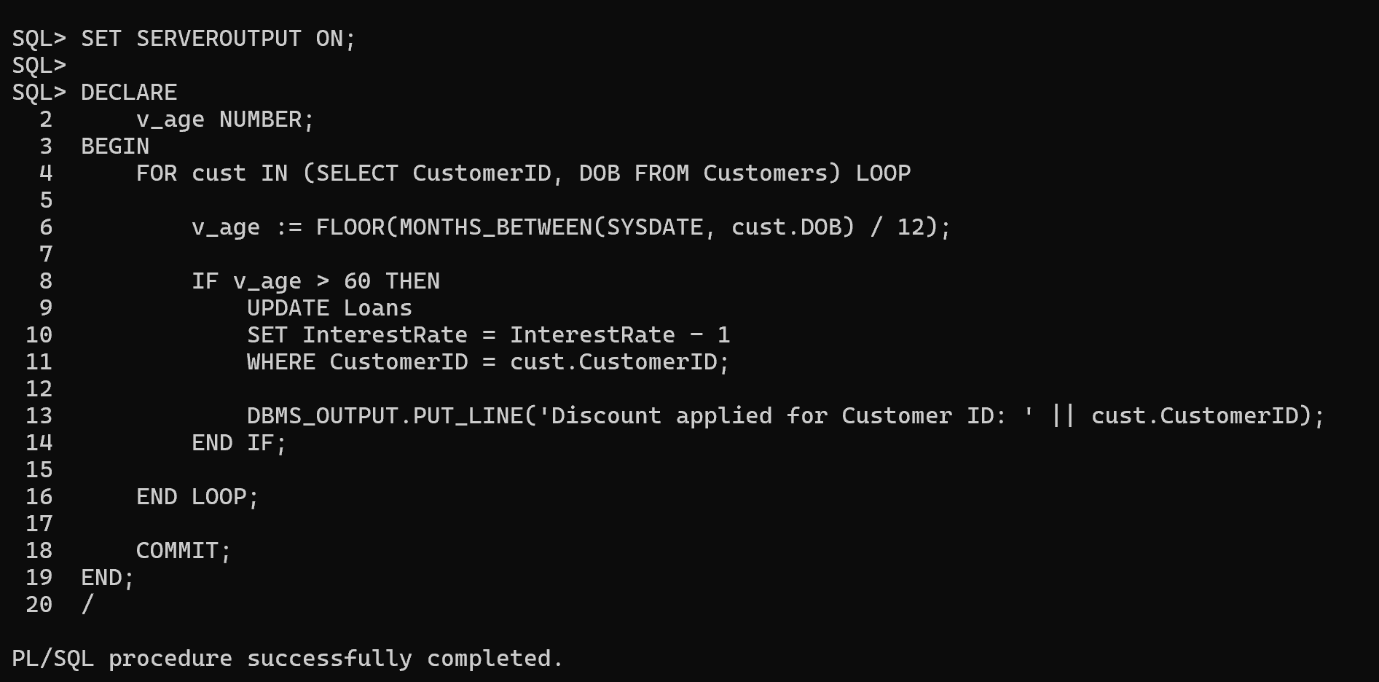 SQL> SET SERVEROUTPUT ON;
SQL>
SQL> DECLARE
  2      v_age NUMBER;
  3  BEGIN
  4      FOR cust IN (SELECT CustomerID, DOB FROM Customers) LOOP
  5
  6          v_age := FLOOR(MONTHS_BETWEEN(SYSDATE, cust.DOB) / 12);
  7
  8          IF v_age > 60 THEN
  9              UPDATE Loans
 10              SET InterestRate = InterestRate - 1
 11              WHERE CustomerID = cust.CustomerID;
 12
 13              DBMS_OUTPUT.PUT_LINE('Discount applied for Customer ID: ' || cust.CustomerID);
 14          END IF;
 15
 16      END LOOP;
 17
 18      COMMIT;
 19  END;
 20  /
PL/SQL procedure successfully completed.